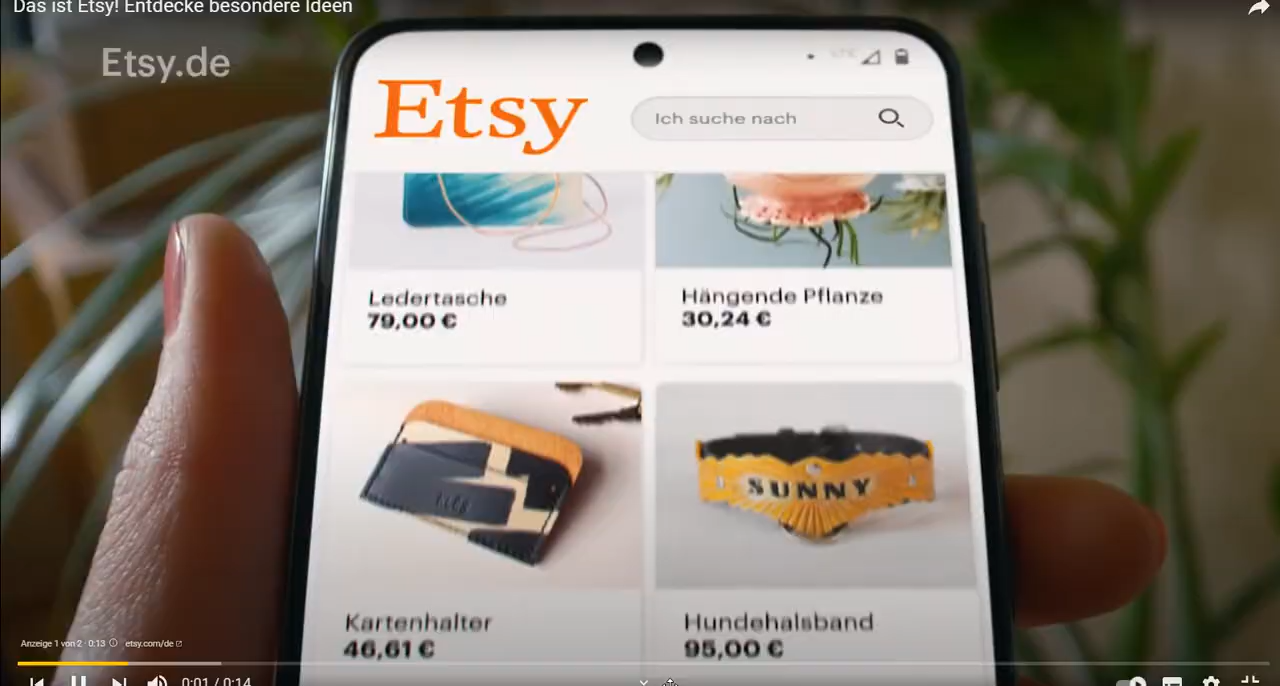 Das ist Etsy! Entdecke besondere Ideen
Etsy.de
Etsy
Ich suche nach
Ledertasche
79,00 €
Hängende Pflanze
30,24 €
SUNNY
Kartenhalter
46,61 €
Hundehalsband
95,00 €
Anzeige 1 von 2 · 0:13
etsy.com/de
0:01 / 0:14